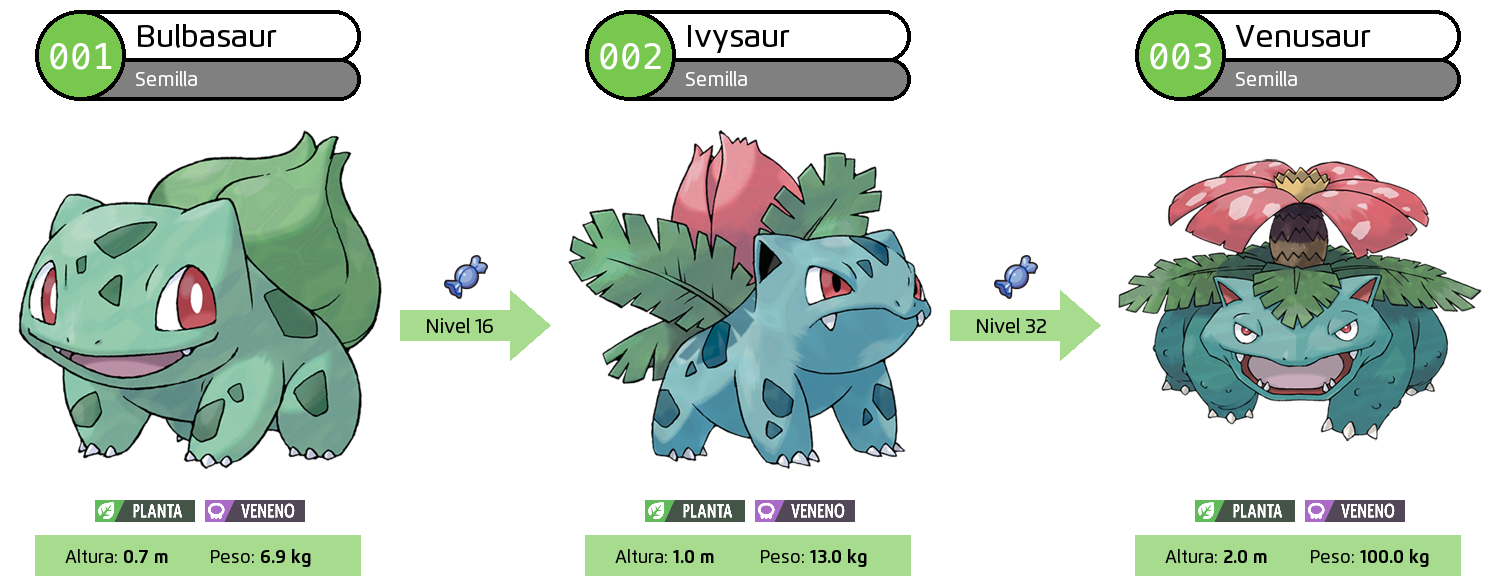 001 Bulbasaur
Semilla
002 Ivysaur
Semilla
003 Venusaur
Semilla
Nivel 16
Nivel 32
PLANTA VENENO
PLANTA VENENO
PLANTA VENENO
Altura: 0.7 m Peso: 6.9 kg
Altura: 1.0 m Peso: 13.0 kg
Altura: 2.0 m Peso: 100.0 kg